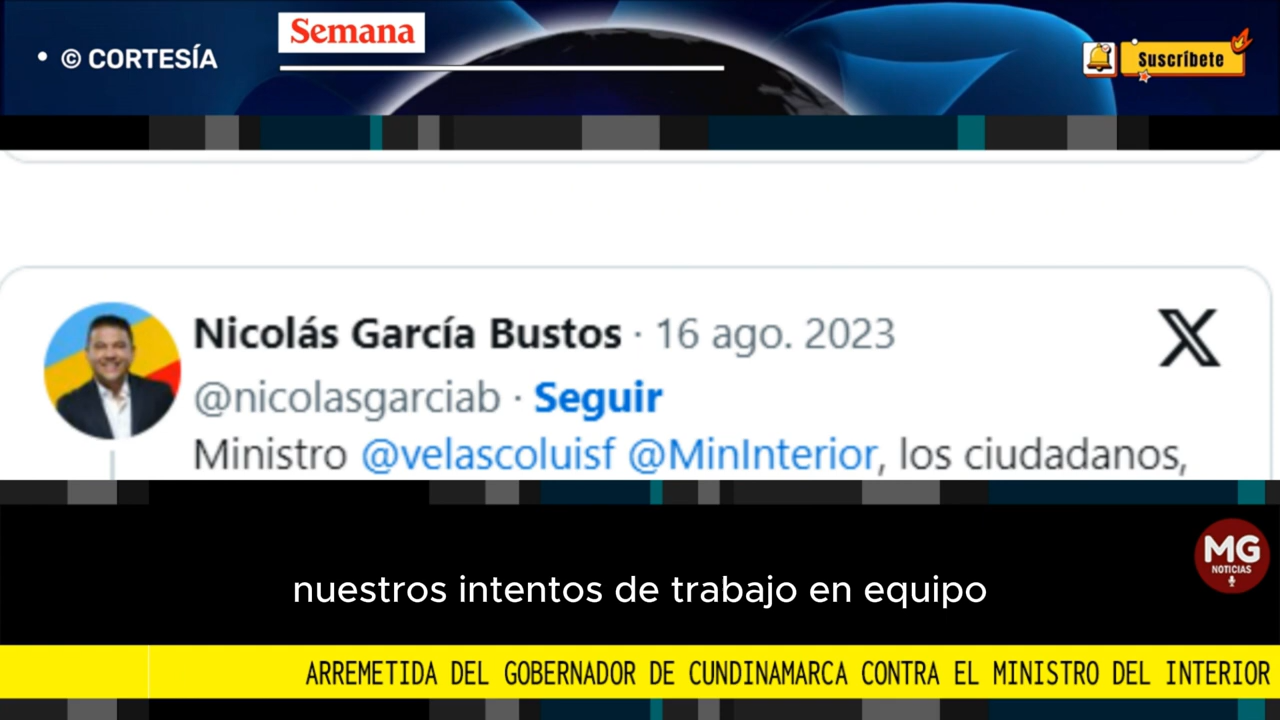 • © CORTESÍA
Semana
Suscríbete
Nicolás García Bustos · 16 ago. 2023
@nicolasgarciab · Seguir
Ministro @velascoluisf @MinInterior, los ciudadanos,
MG
NOTICIAS
nuestros intentos de trabajo en equipo
ARREMETIDA DEL GOBERNADOR DE CUNDINAMARCA CONTRA EL MINISTRO DEL INTERIOR